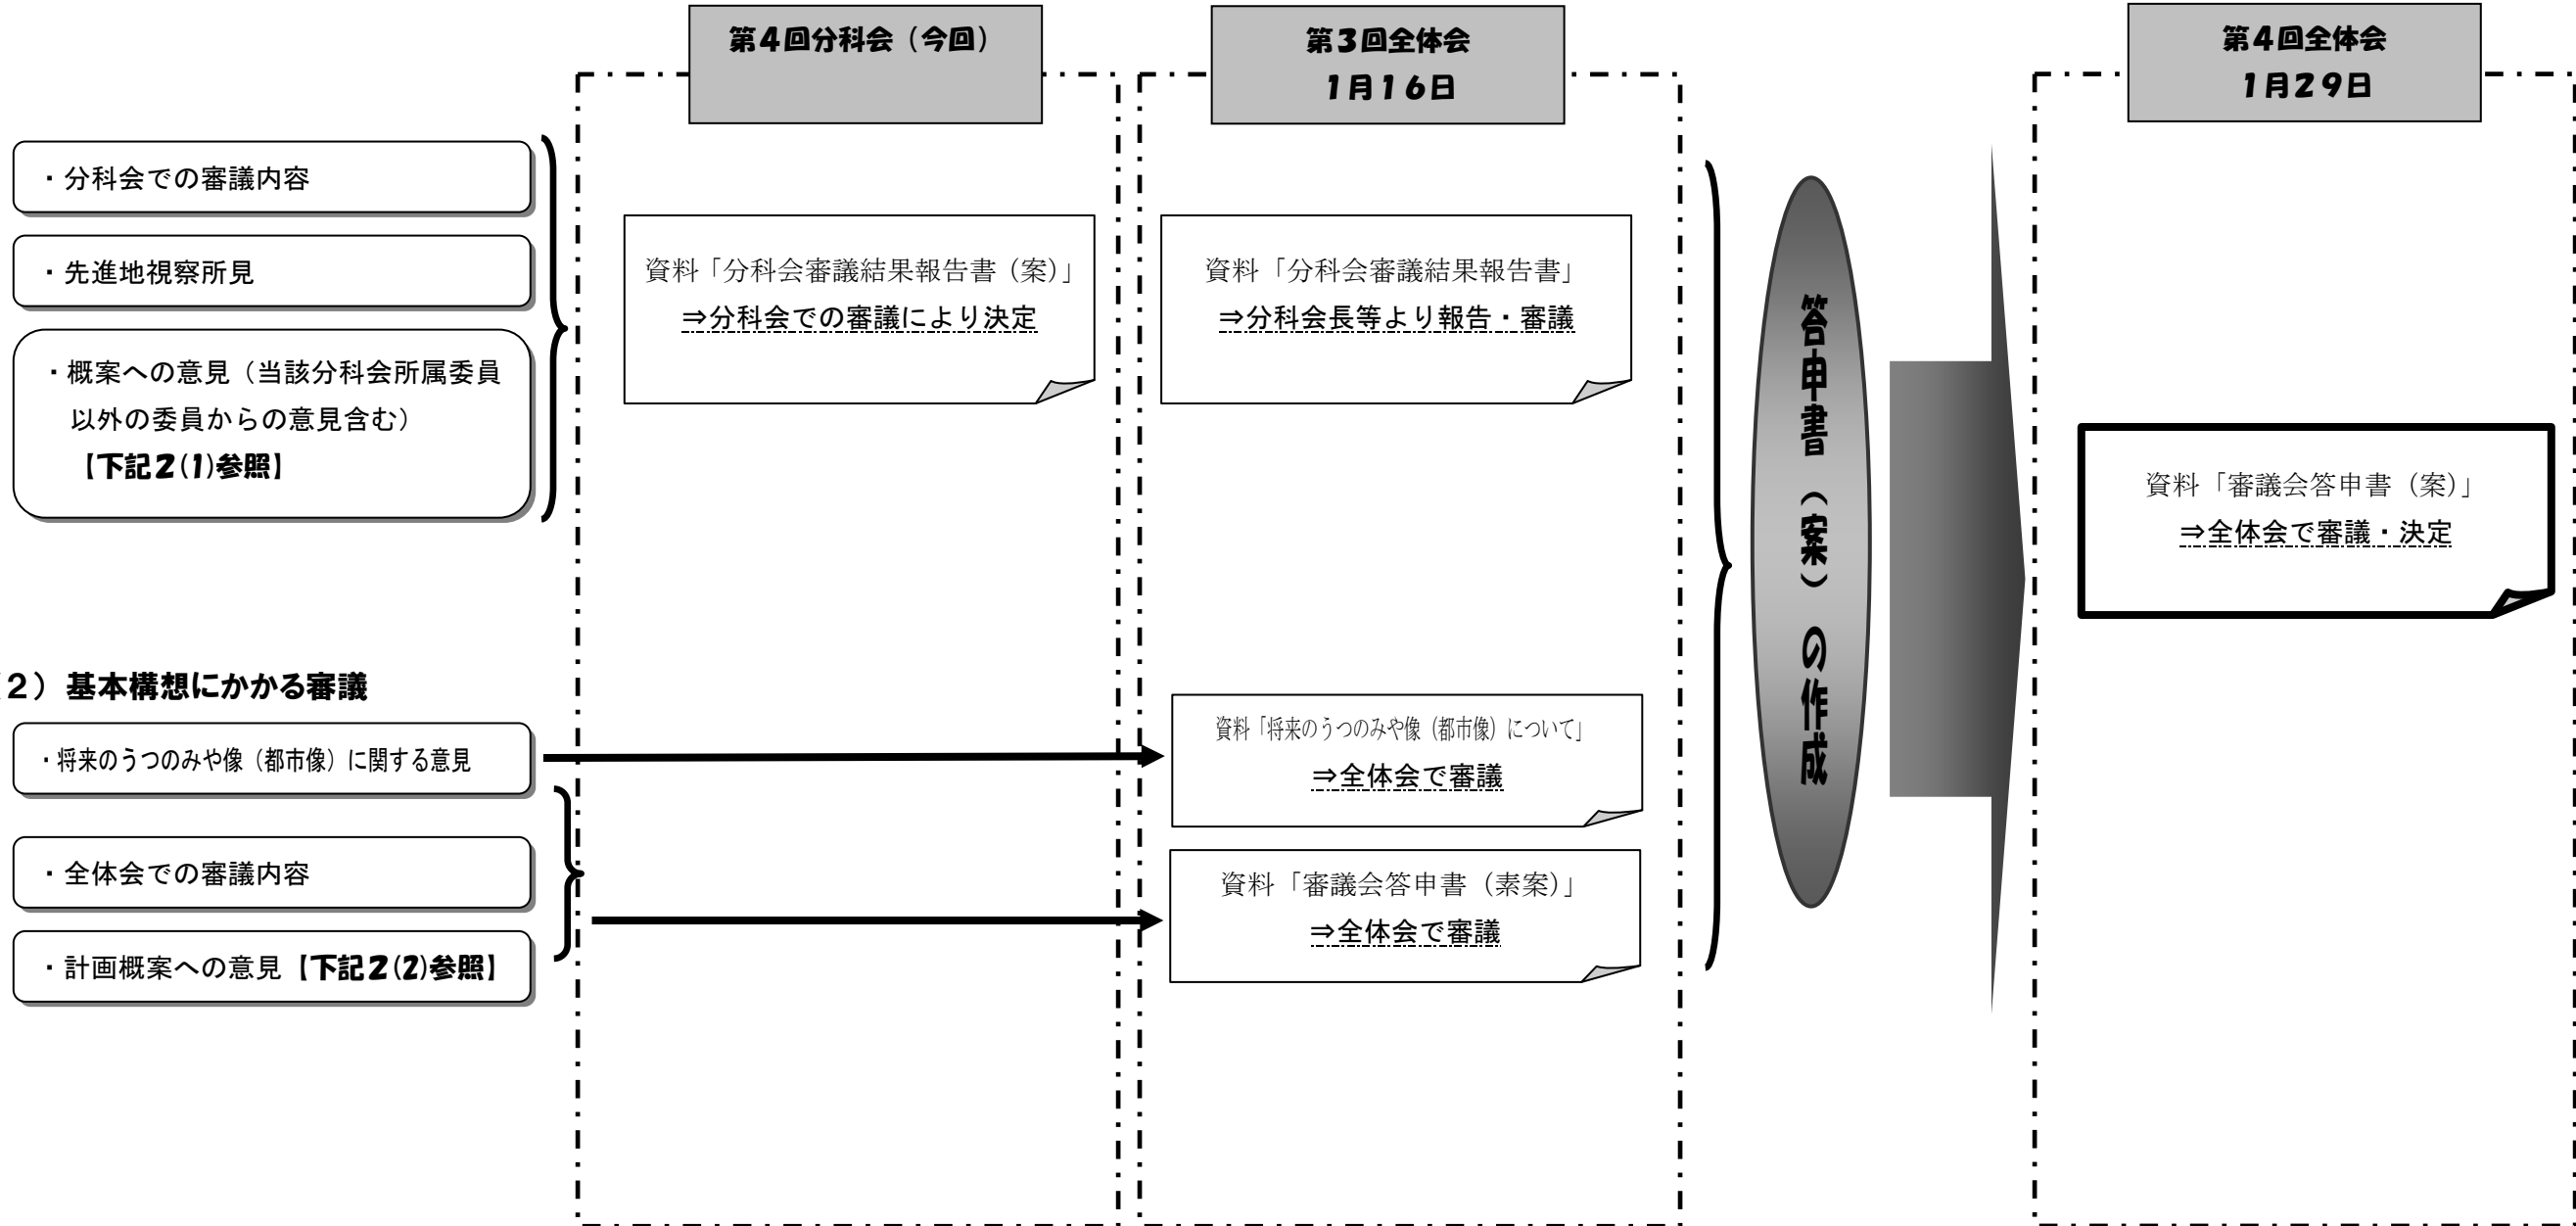 第４回分科会（今回）
第３回全体会
１月１６日
第４回全体会
１月２９日
・分科会での審議内容
・先進地視察所見
・概案への意見（当該分科会所属委員
以外の委員からの意見含む）
【下記２(1)参照】
資料「分科会審議結果報告書（案）」
⇒分科会での審議により決定
資料「分科会審議結果報告書」
⇒分科会長等より報告・審議
答申書（案）の作成
資料「審議会答申書（案）」
⇒全体会で審議・決定
２）基本構想にかかる審議
・将来のうつのみや像（都市像）に関する意見
・全体会での審議内容
・計画概案への意見【下記２(2)参照】
資料「将来のうつのみや像（都市像）について」
⇒全体会で審議
資料「審議会答申書（素案）」
⇒全体会で審議